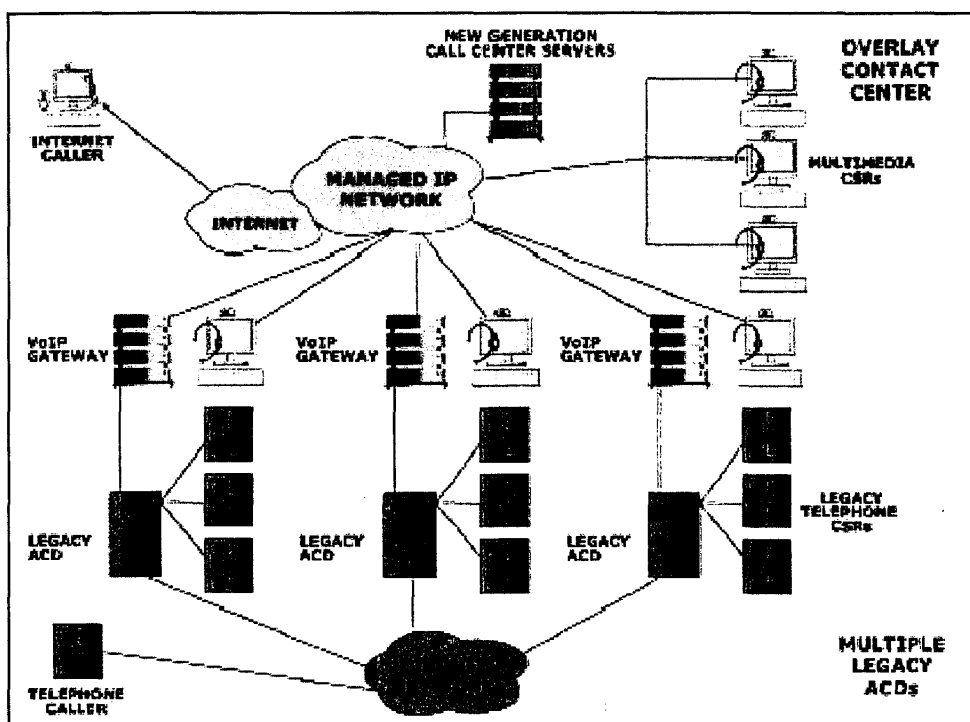 NEW GENERATION
CALL CENTER SERVERS
OVERLAY
CONTACT
CENTER
INTERNET
CALLER
MULTIMEDIA
CSRs
MANAGED IP
NETWORK
INTERNET
VoIP
GATEWAY
VoIP
GATEWAY
VoIP
GATEWAY
LEGACY
ACD
LEGACY
ACD
LEGACY
ACD
LEGACY
TELEPHONE
CSRs
TELEPHONE
CALLER
MULTIPLE
LEGACY
ACDs